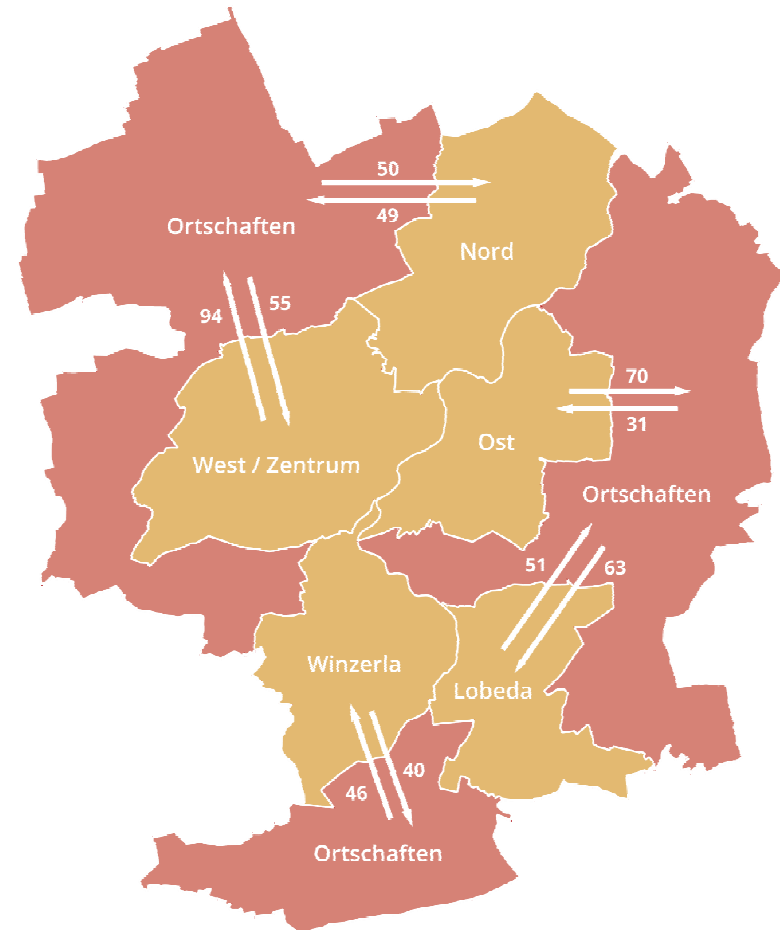 50
49
Ortschaften
Nord
94
55
70
31
Ost
West / Zentrum
Ortschaften
51
63
Winzerla
Lobeda
46
40
Ortschaften